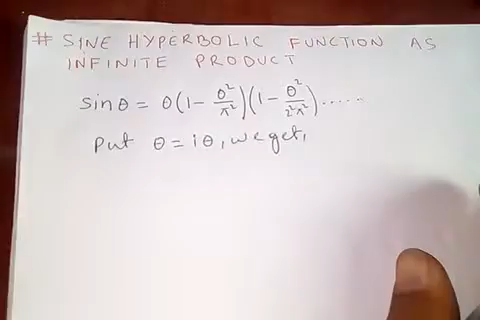 # SINE HYPERBOLIC FUNCTION AS
INFINITE PRODUCT
sinθ = θ(1 - θ²/π²)(1 - θ²/2²π²)......
Put θ = iθ, we get,